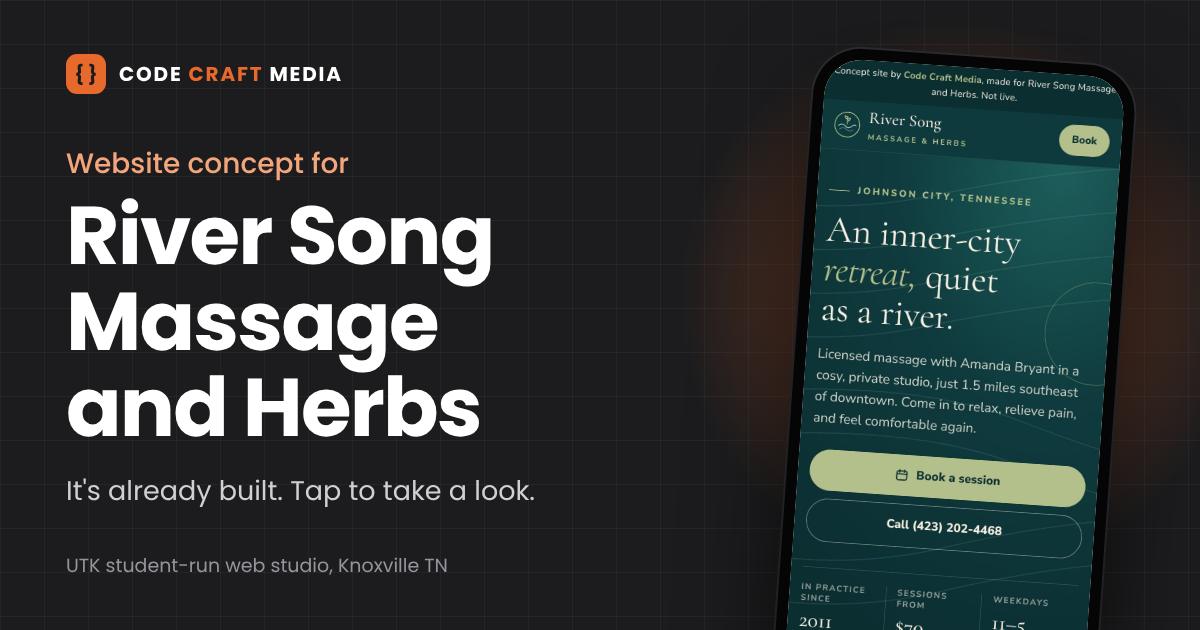 { } CODE CRAFT MEDIA
Website concept for
River Song
Massage
and Herbs
It's already built. Tap to take a look.
UTK student-run web studio, Knoxville TN
Concept site by Code Craft Media, made for River Song Massage
and Herbs. Not live.
River Song
MASSAGE & HERBS
Book
JOHNSON CITY, TENNESSEE
An inner-city
retreat, quiet
as a river.
Licensed massage with Amanda Bryant in a
cosy, private studio, just 1.5 miles southeast
of downtown. Come in to relax, relieve pain,
and feel comfortable again.
Book a session
Call (423) 202-4468
IN PRACTICE
SINCE
2011
SESSIONS
FROM
$70
WEEKDAYS
11–5